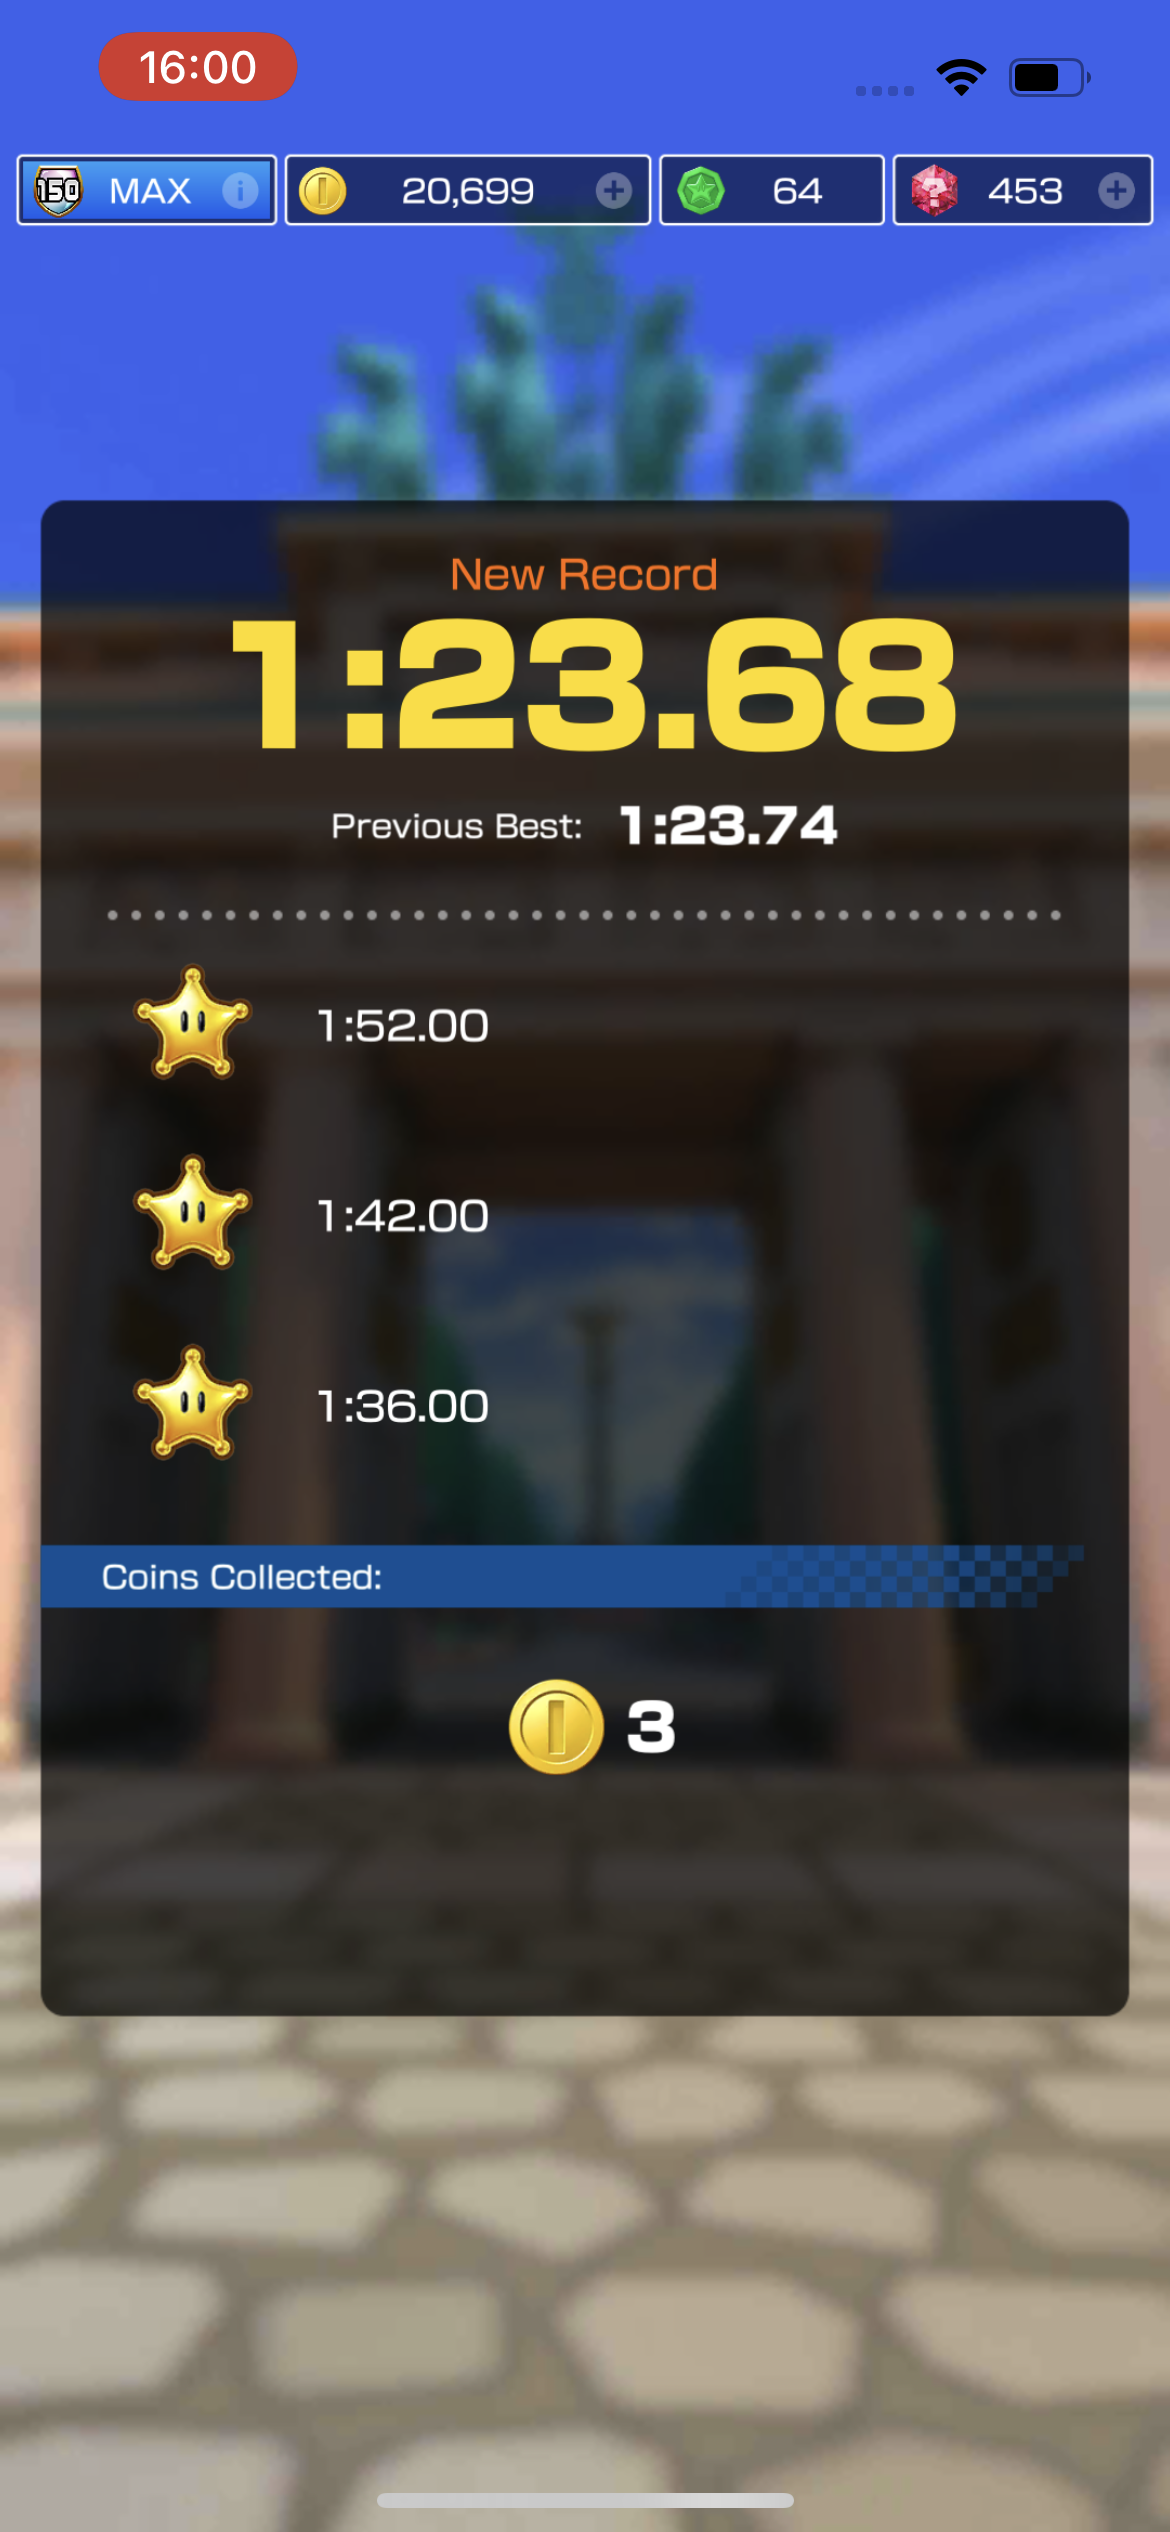 16:00
150 MAX i 20,699 + 64 ? 453 +
New Record
1:23.68
Previous Best: 1:23.74
1:52.00
1:42.00
1:36.00
Coins Collected:
3